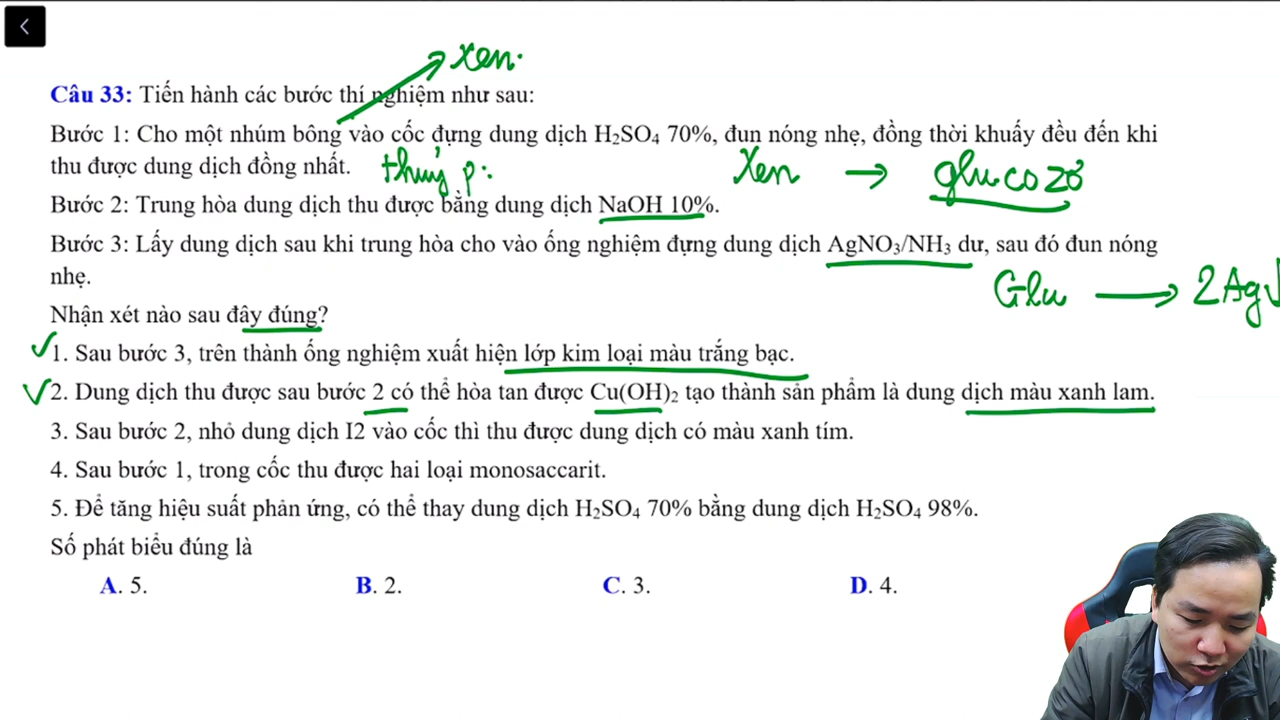 xen.
Câu 33: Tiến hành các bước thí nghiệm như sau:
Bước 1: Cho một nhúm bông vào cốc đựng dung dịch H₂SO₄ 70%, đun nóng nhẹ, đồng thời khuấy đều đến khi
thu được dung dịch đồng nhất.
thuỷ p:
Xen → glucozơ
Bước 2: Trung hòa dung dịch thu được bằng dung dịch NaOH 10%.
Bước 3: Lấy dung dịch sau khi trung hòa cho vào ống nghiệm đựng dung dịch AgNO₃/NH₃ dư, sau đó đun nóng
nhẹ.
Glu → 2Ag↓
Nhận xét nào sau đây đúng?
✓1. Sau bước 3, trên thành ống nghiệm xuất hiện lớp kim loại màu trắng bạc.
✓2. Dung dịch thu được sau bước 2 có thể hòa tan được Cu(OH)₂ tạo thành sản phẩm là dung dịch màu xanh lam.
3. Sau bước 2, nhỏ dung dịch I2 vào cốc thì thu được dung dịch có màu xanh tím.
4. Sau bước 1, trong cốc thu được hai loại monosaccarit.
5. Để tăng hiệu suất phản ứng, có thể thay dung dịch H₂SO₄ 70% bằng dung dịch H₂SO₄ 98%.
Số phát biểu đúng là
A. 5. B. 2. C. 3. D. 4.